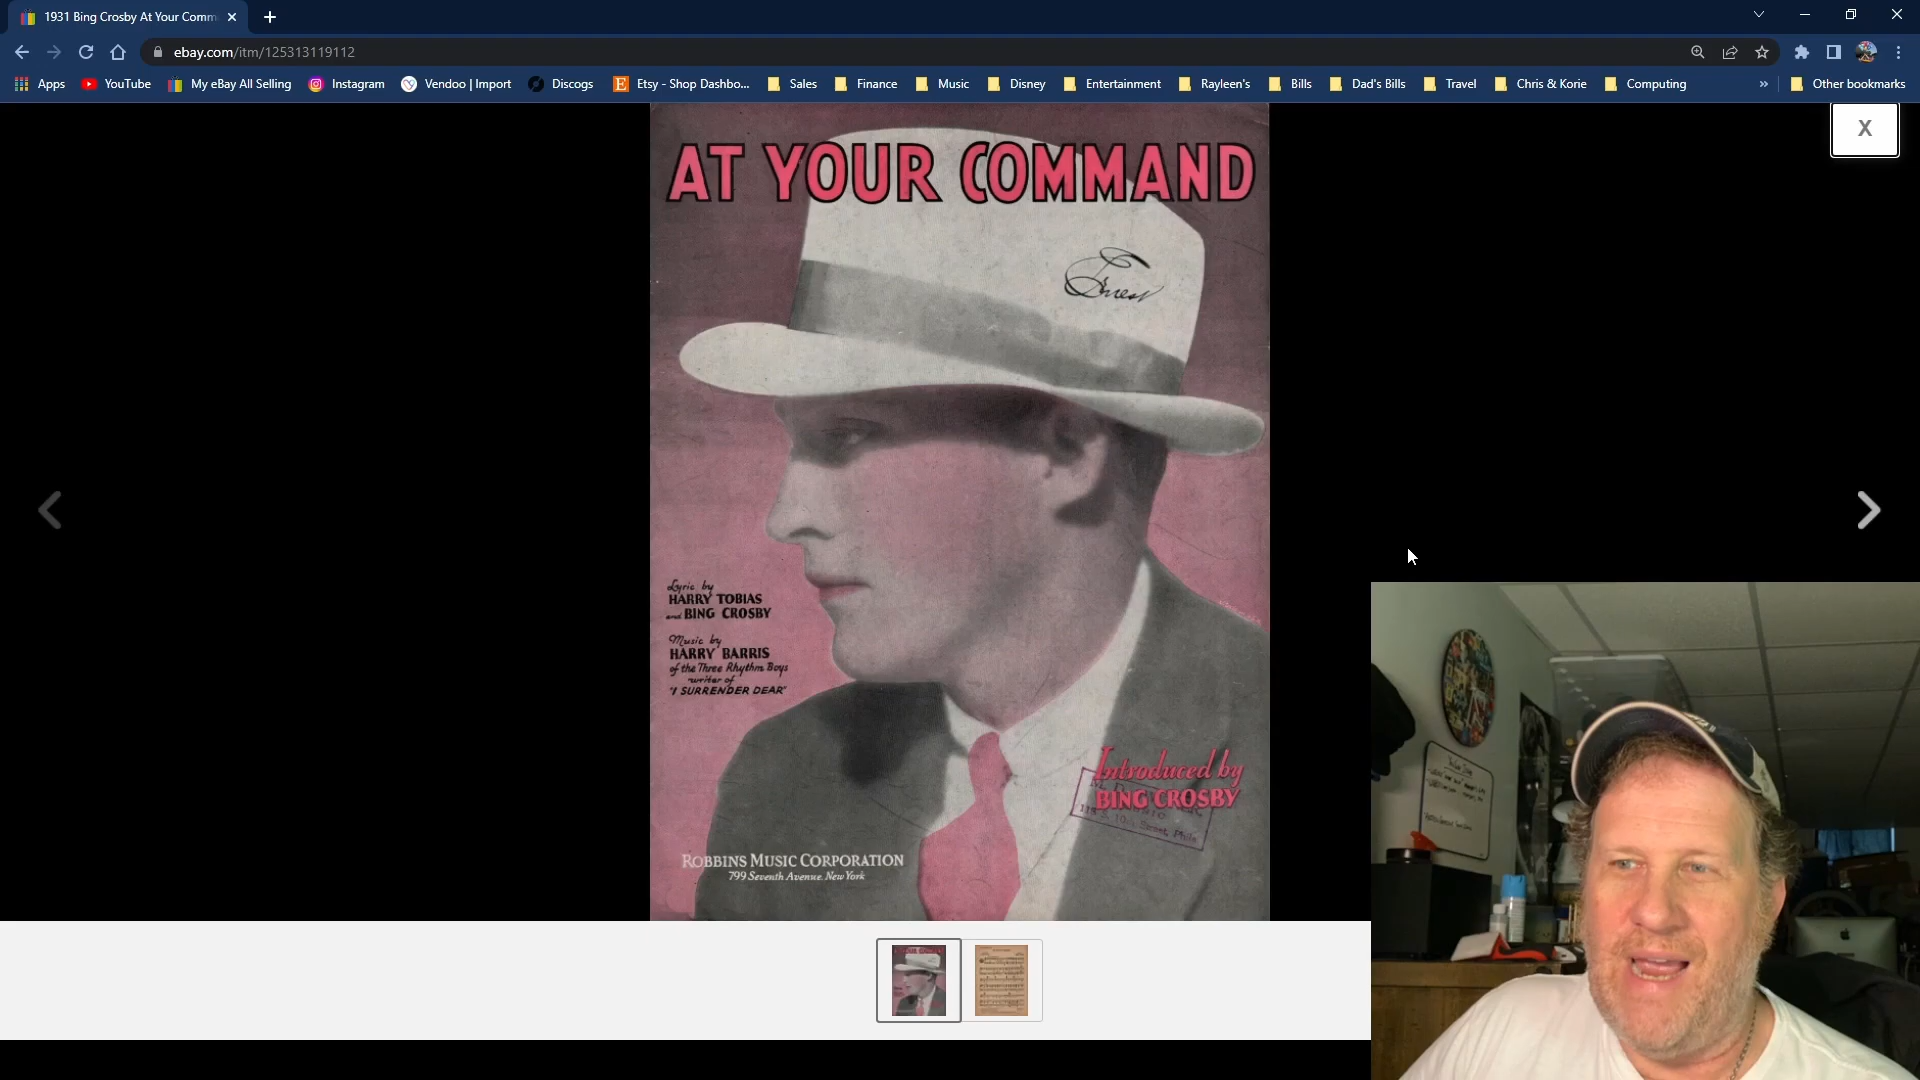 1931 Bing Crosby At Your Comm
ebay.com/itm/125313119112
Apps
YouTube
My eBay All Selling
Instagram
Vendoo | Import
Discogs
Etsy - Shop Dashbo...
Sales
Finance
Music
Disney
Entertainment
Rayleen's
Bills
Dad's Bills
Travel
Chris & Korie
Computing
»
Other bookmarks
X
AT YOUR COMMAND
Lyric by
HARRY TOBIAS
and BING CROSBY
Music by
HARRY BARRIS
of the Three Rhythm Boys
writer of
"I SURRENDER DEAR"
Introduced by
BING CROSBY
10th Street, Phila
ROBBINS MUSIC CORPORATION
799 Seventh Avenue, New York